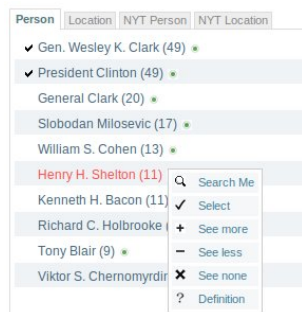 Person Location NYT Person NYT Location
✔ Gen. Wesley K. Clark (49)
✔ President Clinton (49)
General Clark (20)
Slobodan Milosevic (17)
William S. Cohen (13)
Henry H. Shelton (11)
Search Me
Kenneth H. Bacon (11)
Select
Richard C. Holbrooke (
+ See more
Tony Blair (9)
− See less
Viktor S. Chernomyrdin
✖ See none
? Definition